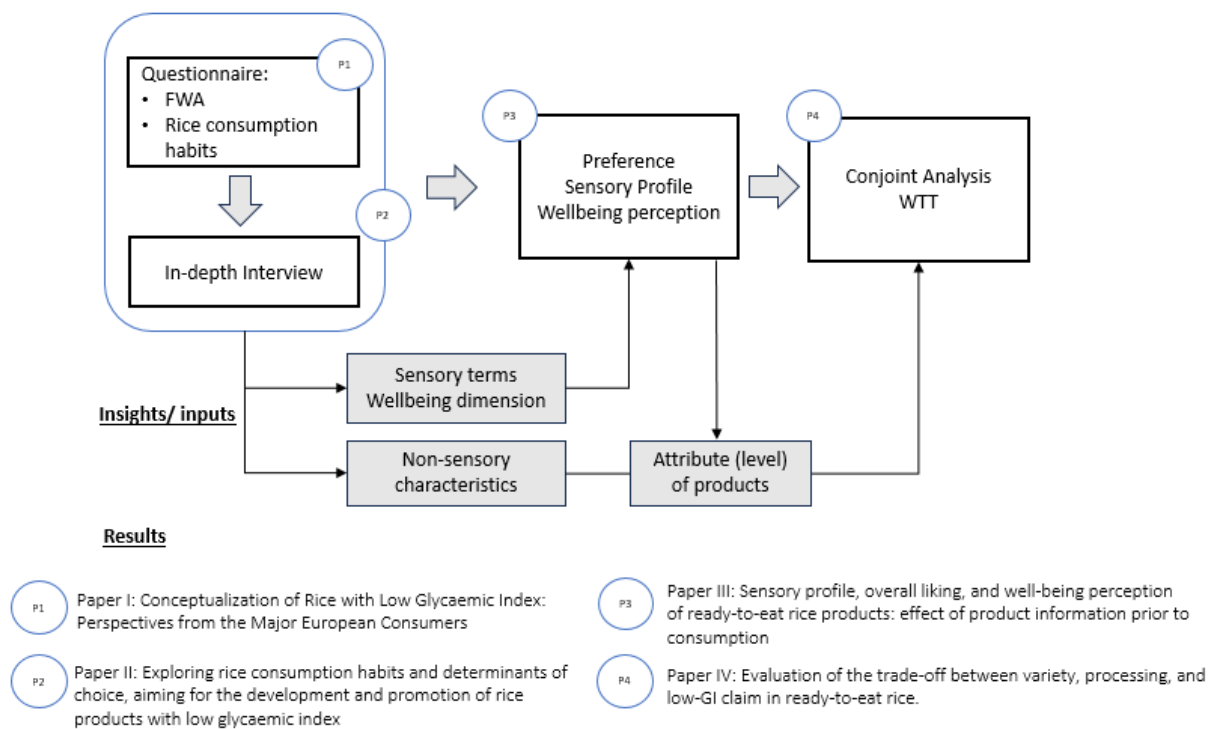 P1
Questionnaire:
• FWA
• Rice consumption
habits
P2
In-depth Interview
P3
Preference
Sensory Profile
Wellbeing perception
P4
Conjoint Analysis
WTT
Sensory terms
Wellbeing dimension
Insights/ inputs
Non-sensory
characteristics
Attribute (level)
of products
Results
P1
Paper I: Conceptualization of Rice with Low Glycaemic Index:
Perspectives from the Major European Consumers
P2
Paper II: Exploring rice consumption habits and determinants of
choice, aiming for the development and promotion of rice
products with low glycaemic index
P3
Paper III: Sensory profile, overall liking, and well-being perception
of ready-to-eat rice products: effect of product information prior to
consumption
P4
Paper IV: Evaluation of the trade-off between variety, processing, and
low-GI claim in ready-to-eat rice.